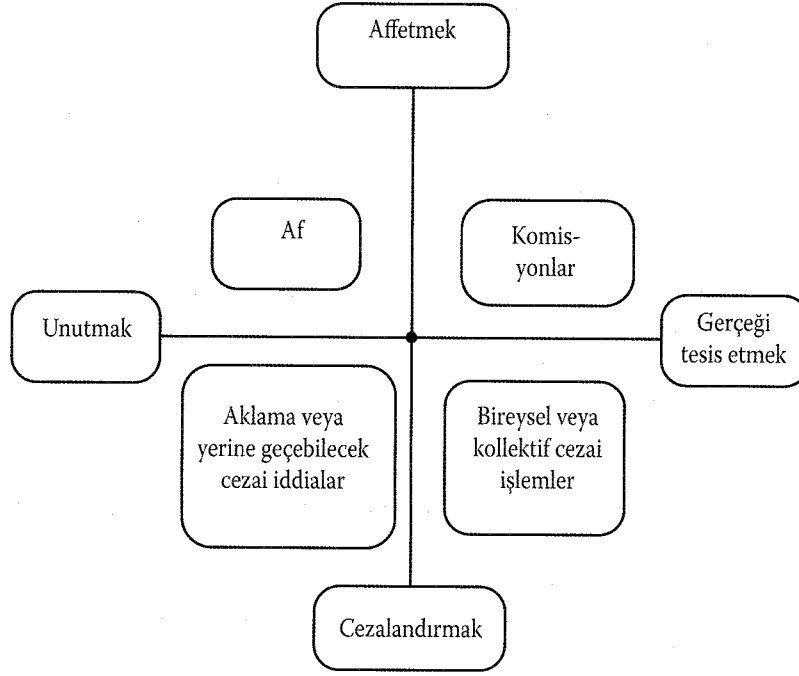 Affetmek
Af
Komis-
yonlar
Unutmak
Gerçeği
tesis etmek
Aklama veya
yerine geçebilecek
cezai iddialar
Bireysel veya
kollektif cezai
işlemler
Cezalandırmak